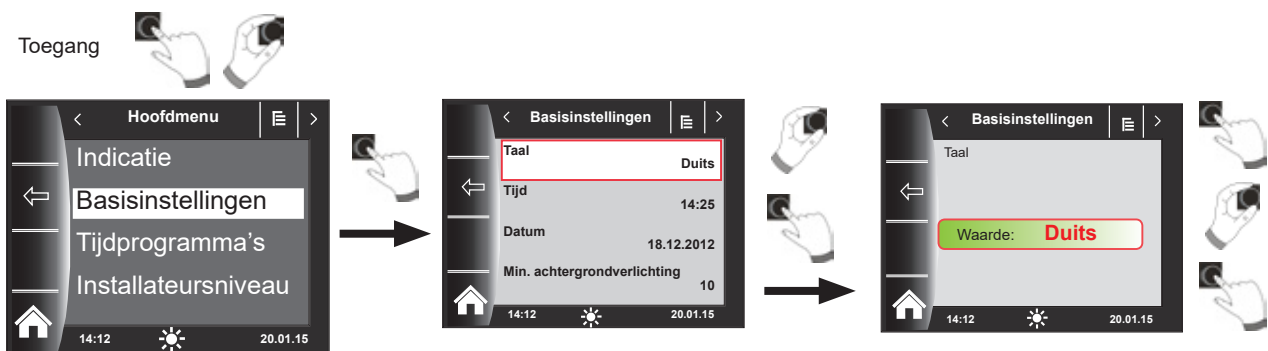 Toegang
Hoofdmenu
Indicatie
Basisinstellingen
Tijdprogramma's
Installateursniveau
14:12 20.01.15
Basisinstellingen
Taal
Duits
Tijd
14:25
Datum
18.12.2012
Min. achtergrondverlichting
10
14:12 20.01.15
Basisinstellingen
Taal
Waarde: Duits
14:12 20.01.15